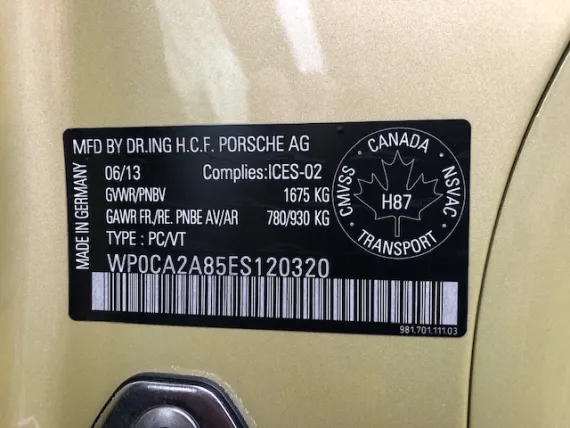 MFD BY DR.ING H.C.F. PORSCHE AG
06/13 Complies:ICES-02
GVWR/PNBV 1675 KG
GAWR FR./RE. PNBE AV/AR 780/930 KG
TYPE : PC/VT
WP0CA2A85ES120320
MADE IN GERMANY
CANADA
CMVSS
NSVAC
H87
TRANSPORT
981.701.111.03